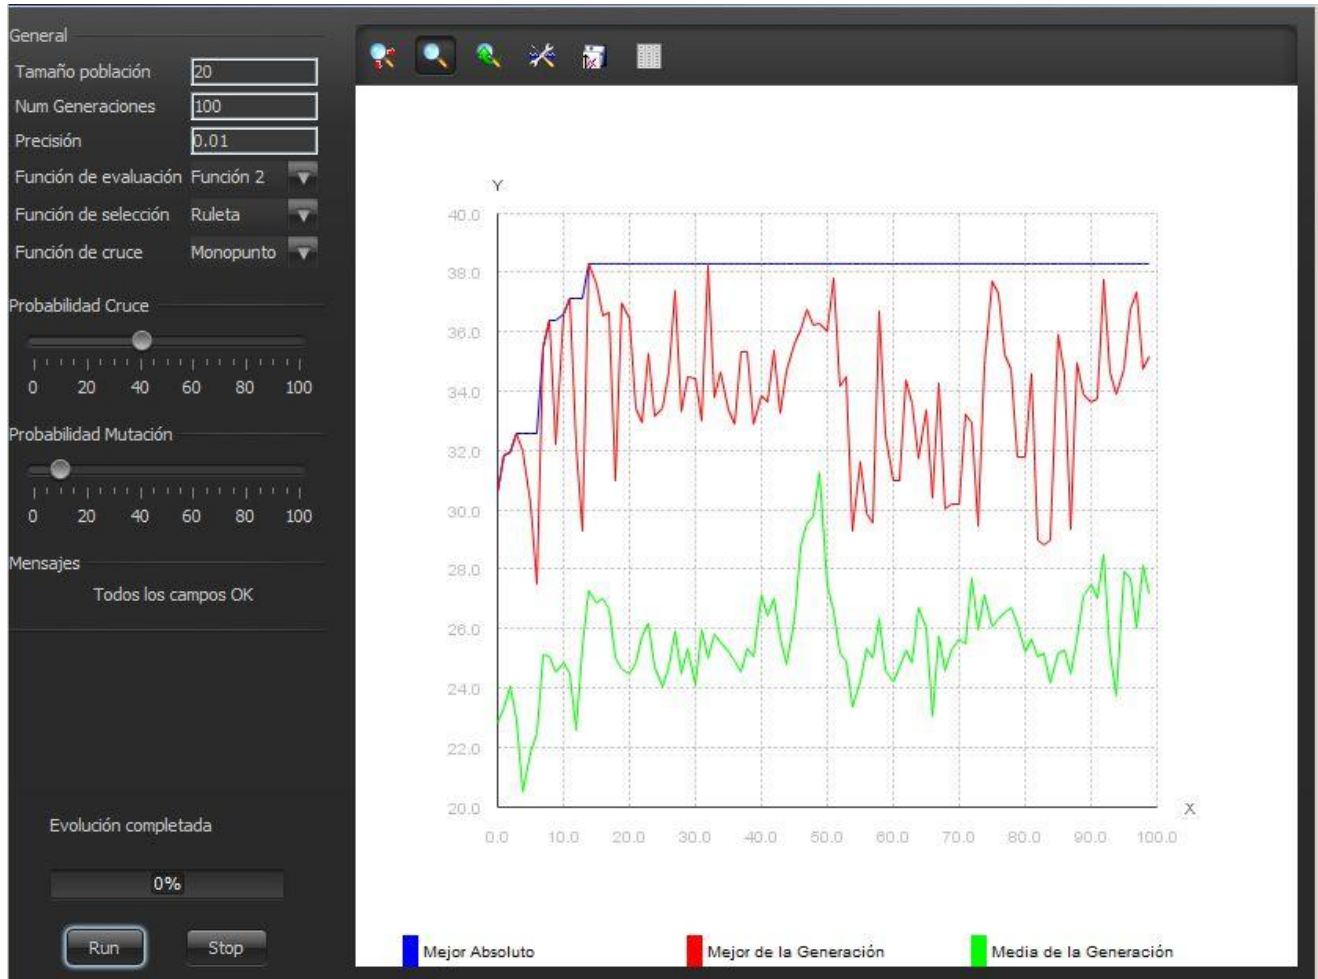 General
Tamaño población 20
Num Generaciones 100
Precisión 0.01
Función de evaluación Función 2
Función de selección Ruleta
Función de cruce Monopunto
Probabilidad Cruce
0 20 40 60 80 100
Probabilidad Mutación
0 20 40 60 80 100
Mensajes
Todos los campos OK
Evolución completada
0%
Run Stop
Y
40.0
38.0
36.0
34.0
32.0
30.0
28.0
26.0
24.0
22.0
20.0
X
0.0 10.0 20.0 30.0 40.0 50.0 60.0 70.0 80.0 90.0 100.0
Mejor Absoluto Mejor de la Generación Media de la Generación